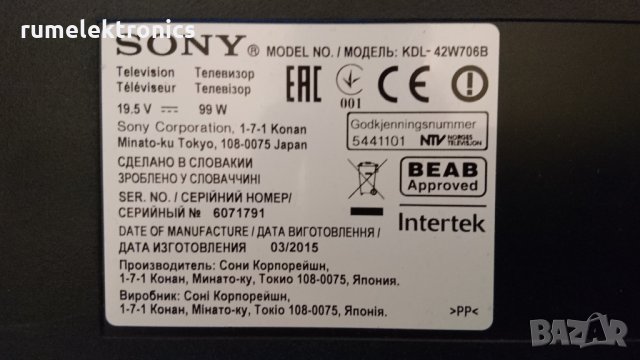 rumelektronics
SONY ® MODEL NO. / МОДЕЛЬ: KDL- 42W706B
Television Телевизор
Téléviseur Телевізор
19.5 V ⎓ 99 W
EAC 001 CE
Sony Corporation, 1-7-1 Konan
Minato-ku Tokyo, 108-0075 Japan
Godkjenningsnummer
5441101 NTV NORGES TELEVISJON
СДЕЛАНО В СЛОВАКИИ
ЗРОБЛЕНО У СЛОВАЧЧИНІ
BEAB
Approved
SER. NO. / СЕРІЙНИЙ НОМЕР/
СЕРИЙНЫЙ № 6071791
Intertek
DATE OF MANUFACTURE / ДАТА ВИГОТОВЛЕННЯ /
ДАТА ИЗГОТОВЛЕНИЯ 03/2015
Производитель: Сони Корпорейшн,
1-7-1 Конан, Минато-ку, Токио 108-0075, Япония.
Виробник: Соні Корпорейшн,
1-7-1 Конан, Мінато-ку, Токіо 108-0075, Японія.
>PP<
BAZAR